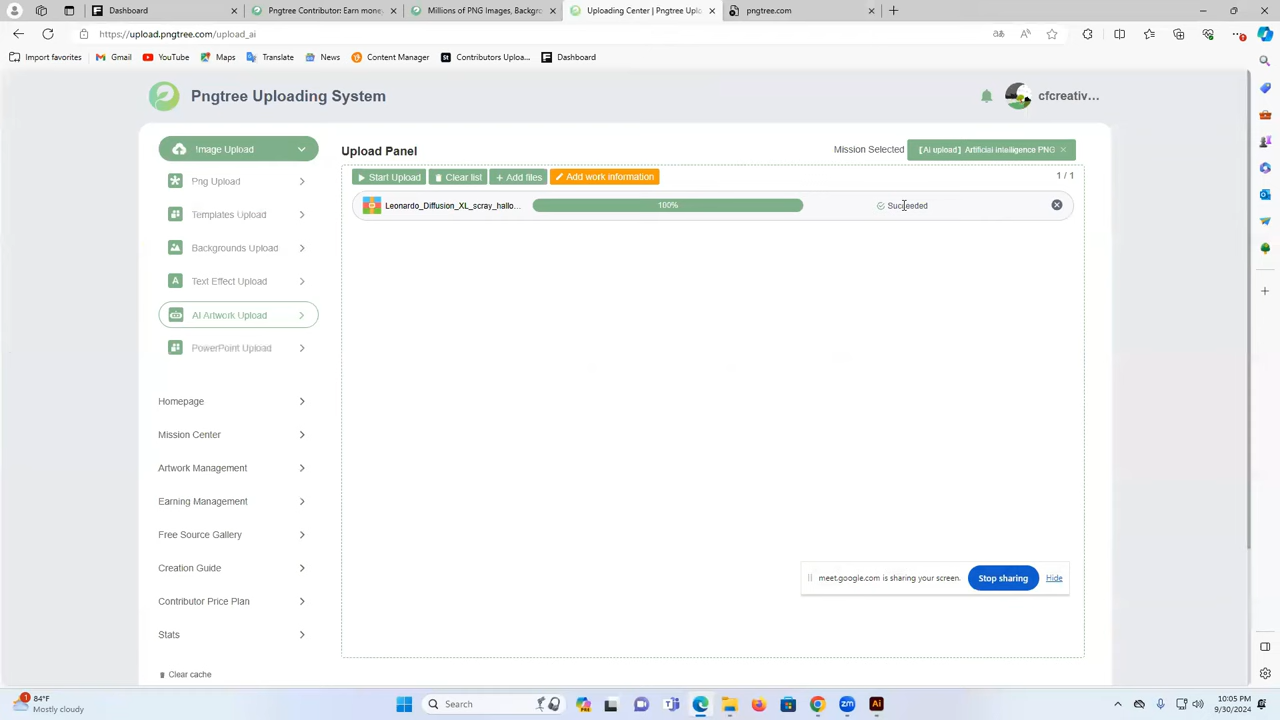 Dashboard
Pngtree Contributor: Earn money
Millions of PNG Images, Backgro
Uploading Center | Pngtree Uplo
pngtree.com
https://upload.pngtree.com/upload_ai
Import favorites
Gmail
YouTube
Maps
Translate
News
Content Manager
Contributors Uploa...
Dashboard
Pngtree Uploading System
cfcreativ...
Image Upload
Upload Panel
Mission Selected
[Ai upload] Artificial intelligence PNG ×
Start Upload
Clear list
+ Add files
Add work information
1 / 1
Leonardo_Diffusion_XL_scray_hallo...
100%
Succeeded
Png Upload
Templates Upload
Backgrounds Upload
Text Effect Upload
AI Artwork Upload
PowerPoint Upload
Homepage
Mission Center
Artwork Management
Earning Management
Free Source Gallery
Creation Guide
Contributor Price Plan
Stats
Clear cache
meet.google.com is sharing your screen.
Stop sharing
Hide
84°F
Mostly cloudy
Search
10:05 PM
9/30/2024